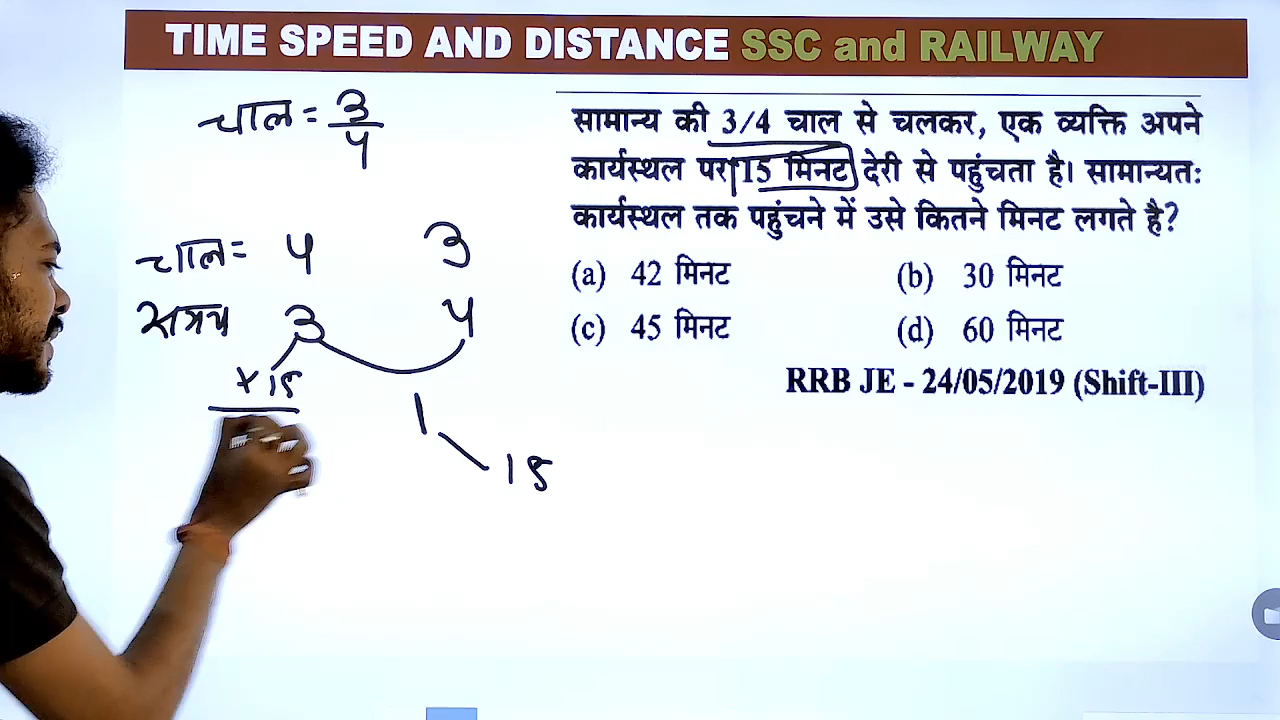 TIME SPEED AND DISTANCE SSC and RAILWAY
चाल = 3/4
सामान्य की 3/4 चाल से चलकर, एक व्यक्ति अपने
कार्यस्थल पर 15 मिनट देरी से पहुंचता है। सामान्यतः
कार्यस्थल तक पहुंचने में उसे कितने मिनट लगते है?
(a) 42 मिनट (b) 30 मिनट
(c) 45 मिनट (d) 60 मिनट
RRB JE - 24/05/2019 (Shift-III)
चाल = 4 3
समय 3 4
×15
1
15